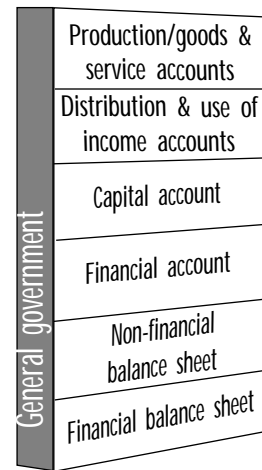 Production/goods &
service accounts
Distribution & use of
income accounts
Capital account
Financial account
Non-financial
balance sheet
Financial balance sheet
General government